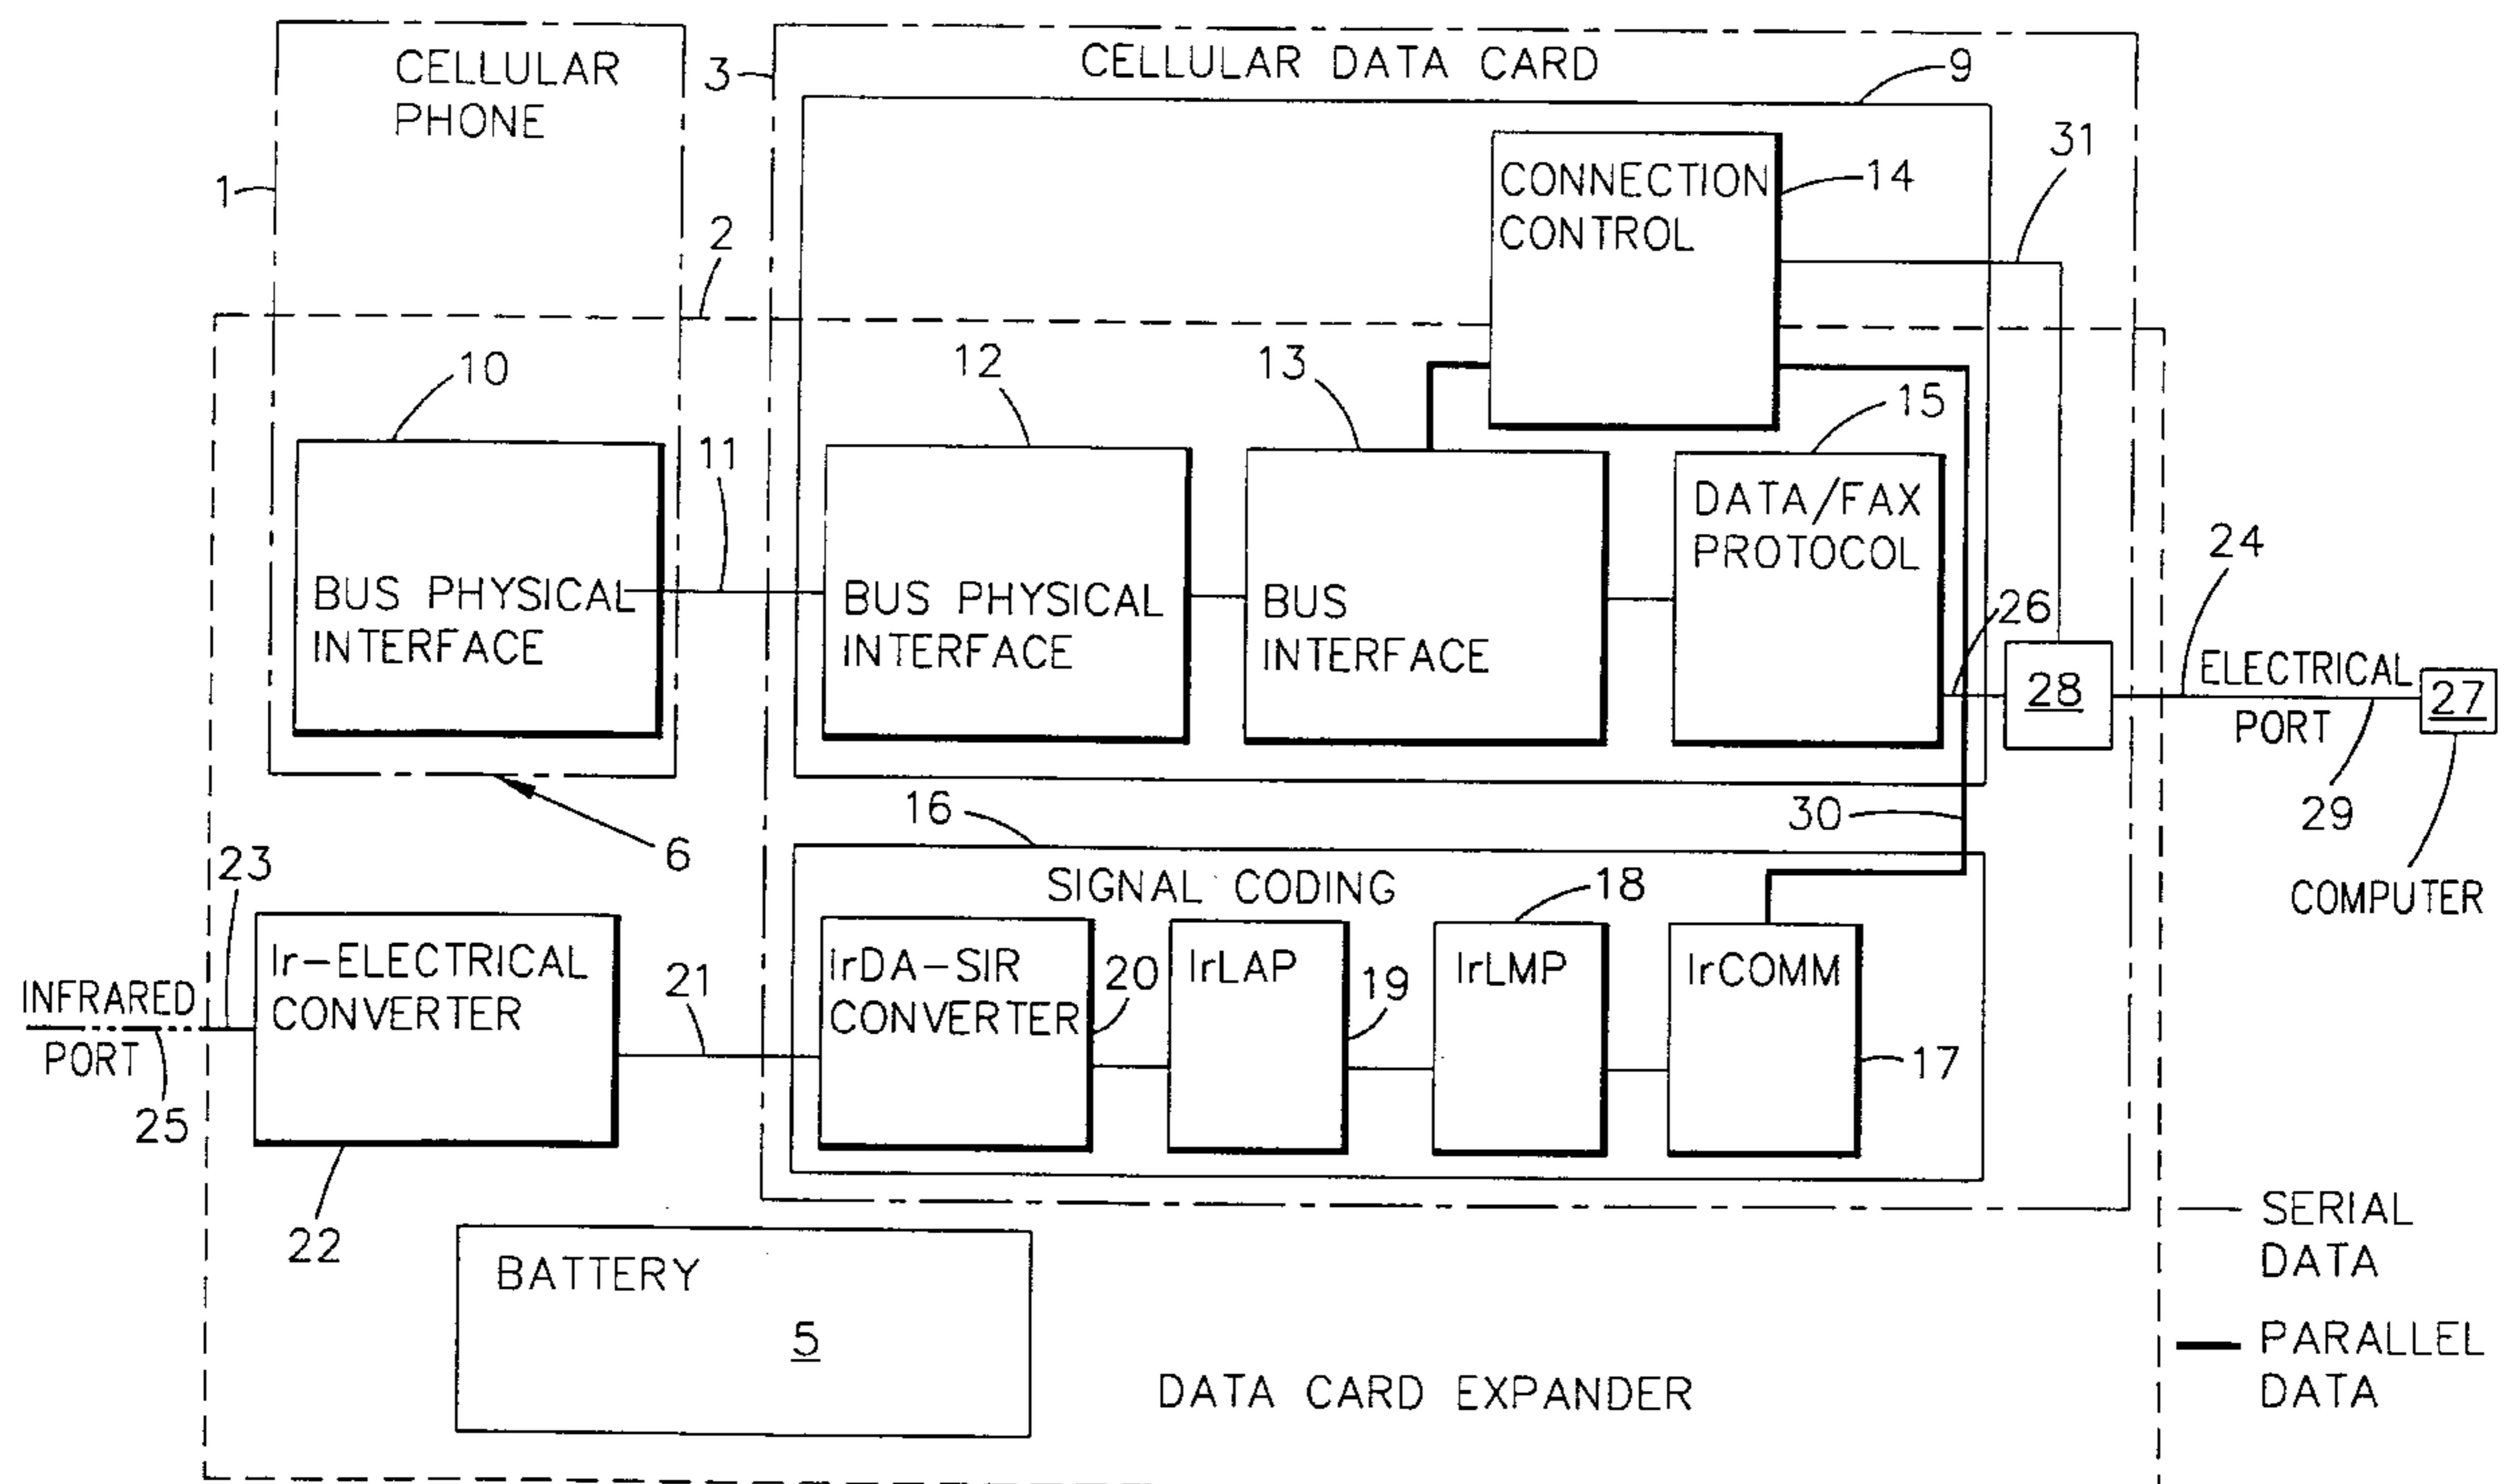 CELLULAR
PHONE
3
CELLULAR DATA CARD
9
31
1
CONNECTION
CONTROL
14
2
10
12
13
15
11
DATA/FAX
PROTOCOL
24
BUS PHYSICAL
INTERFACE
BUS PHYSICAL
INTERFACE
BUS
INTERFACE
26
28
ELECTRICAL
PORT
27
29
COMPUTER
6
16
30
23
SIGNAL CODING
18
Ir-ELECTRICAL
CONVERTER
21
IrDA-SIR
CONVERTER
20
IrLAP
19
IrLMP
IrCOMM
17
INFRARED
PORT
25
22
BATTERY
5
DATA CARD EXPANDER
SERIAL
DATA
PARALLEL
DATA